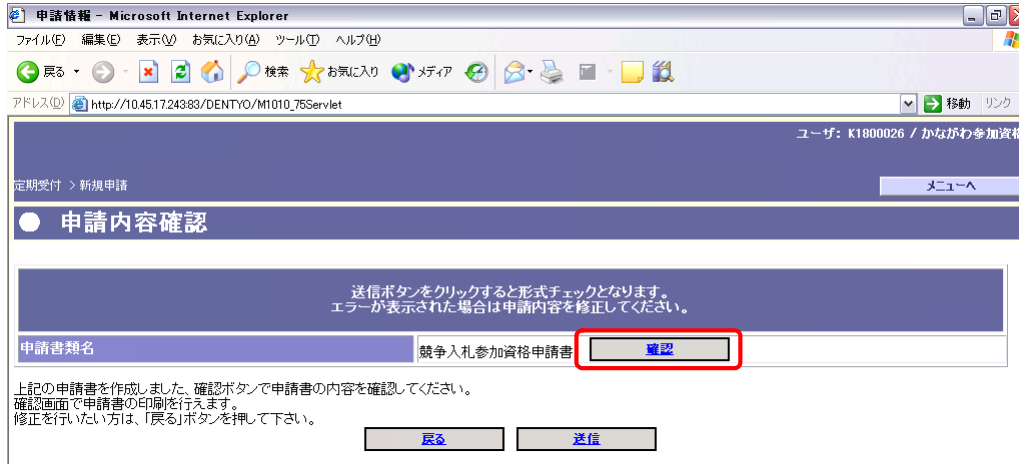 申請情報 - Microsoft Internet Explorer
ファイル(F) 編集(E) 表示(V) お気に入り(A) ツール(T) ヘルプ(H)
戻る 検索 お気に入り メディア
アドレス(D) http://10.45.17.243:83/DENTYO/M1010_75Servlet 移動 リンク
ユーザ: K1800026 / かながわ参加資格
定期受付 > 新規申請 メニューへ
● 申請内容確認
送信ボタンをクリックすると形式チェックとなります。
エラーが表示された場合は申請内容を修正してください。
申請書類名 競争入札参加資格申請書 確認
上記の申請書を作成しました、確認ボタンで申請書の内容を確認してください。
確認画面で申請書の印刷を行えます。
修正を行いたい方は、「戻る」ボタンを押して下さい。
戻る 送信